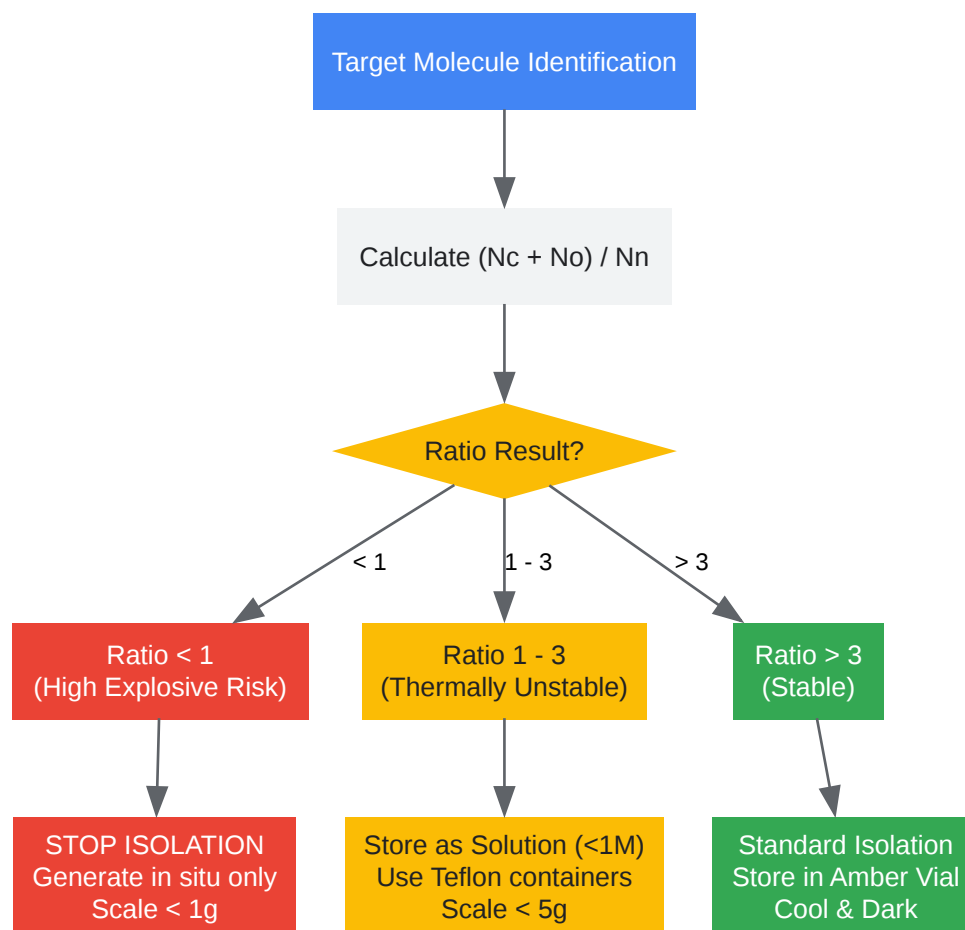 Target Molecule Identification
Calculate (Nc + No) / Nn
Ratio Result?
< 1
1 - 3
> 3
Ratio < 1
(High Explosive Risk)
Ratio 1 - 3
(Thermally Unstable)
Ratio > 3
(Stable)
STOP ISOLATION
Generate in situ only
Scale < 1g
Store as Solution (<1M)
Use Teflon containers
Scale < 5g
Standard Isolation
Store in Amber Vial
Cool & Dark